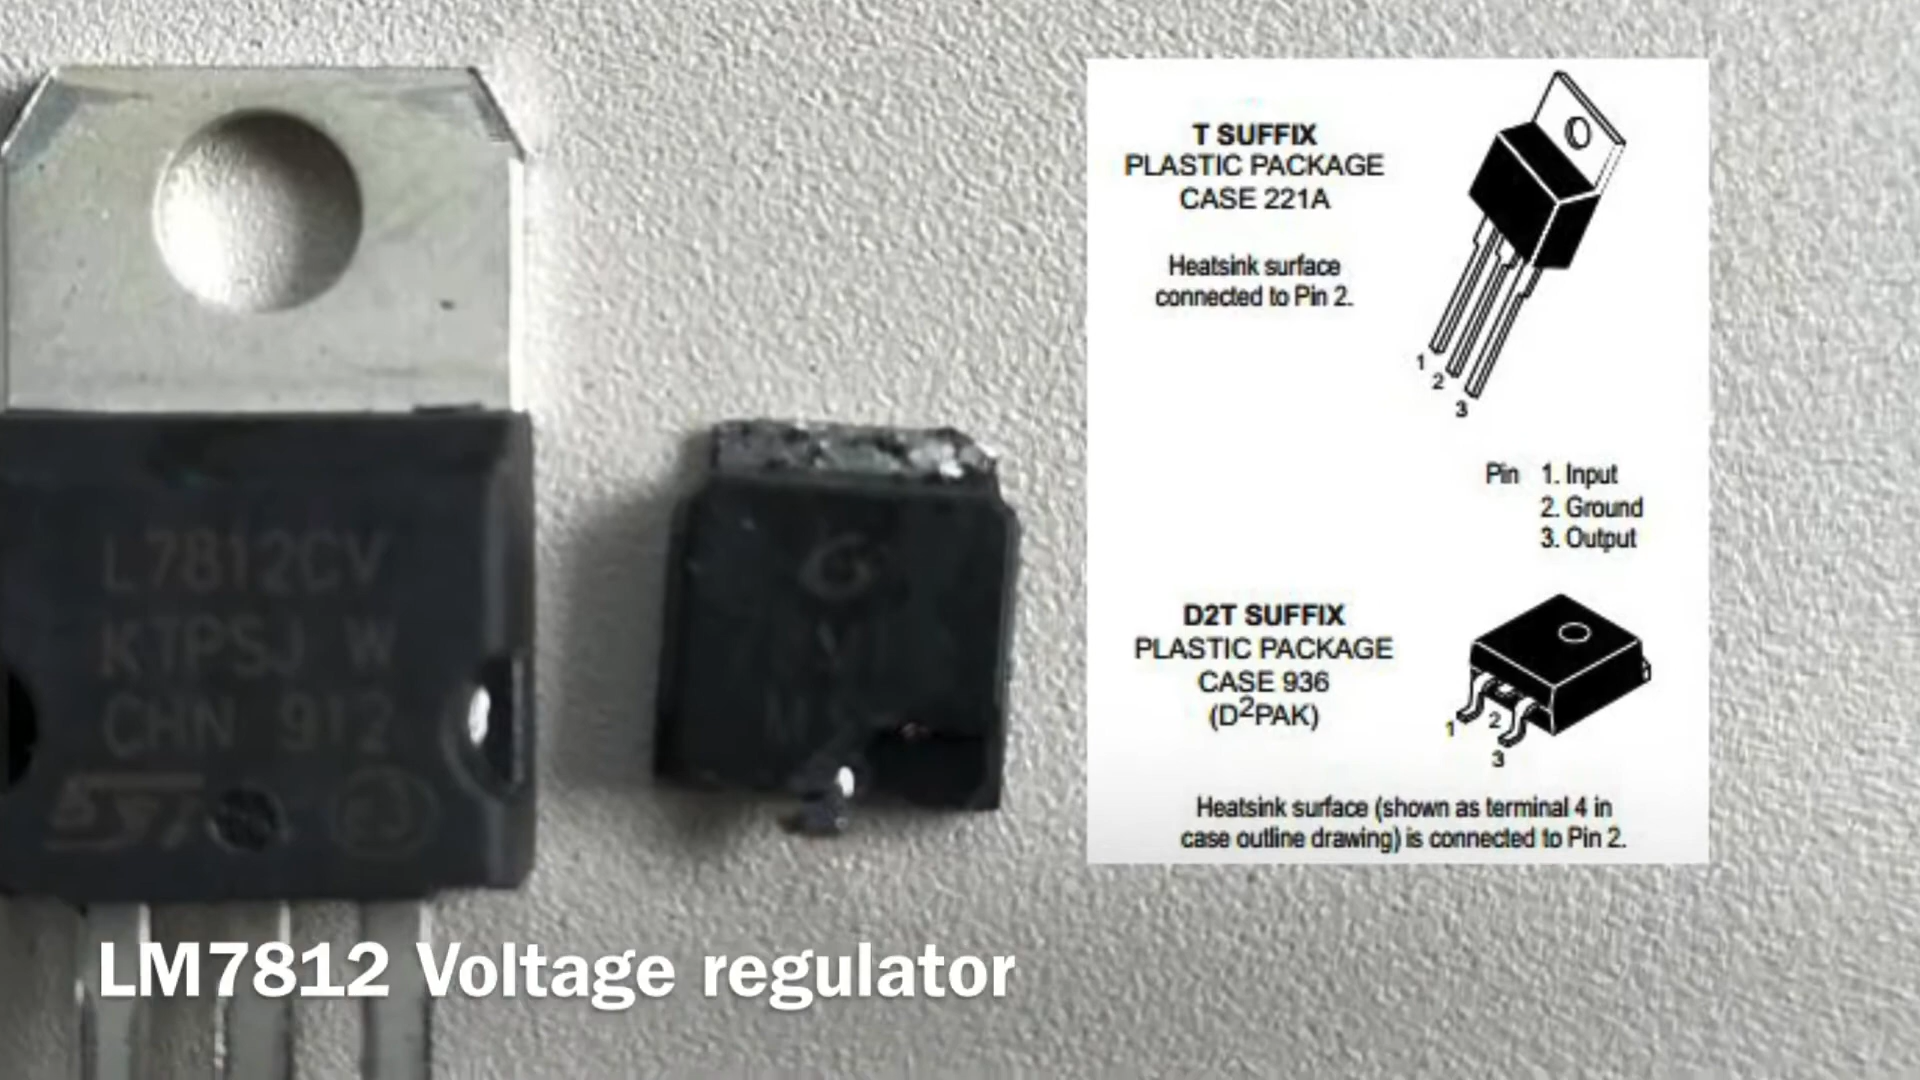 L7812CV
KTPSJ W
CHN 912
LM7812 Voltage regulator
T SUFFIX
PLASTIC PACKAGE
CASE 221A
Heatsink surface
connected to Pin 2.
1
2
3
Pin 1. Input
2. Ground
3. Output
D2T SUFFIX
PLASTIC PACKAGE
CASE 936
(D2PAK)
1
2
3
Heatsink surface (shown as terminal 4 in
case outline drawing) is connected to Pin 2.